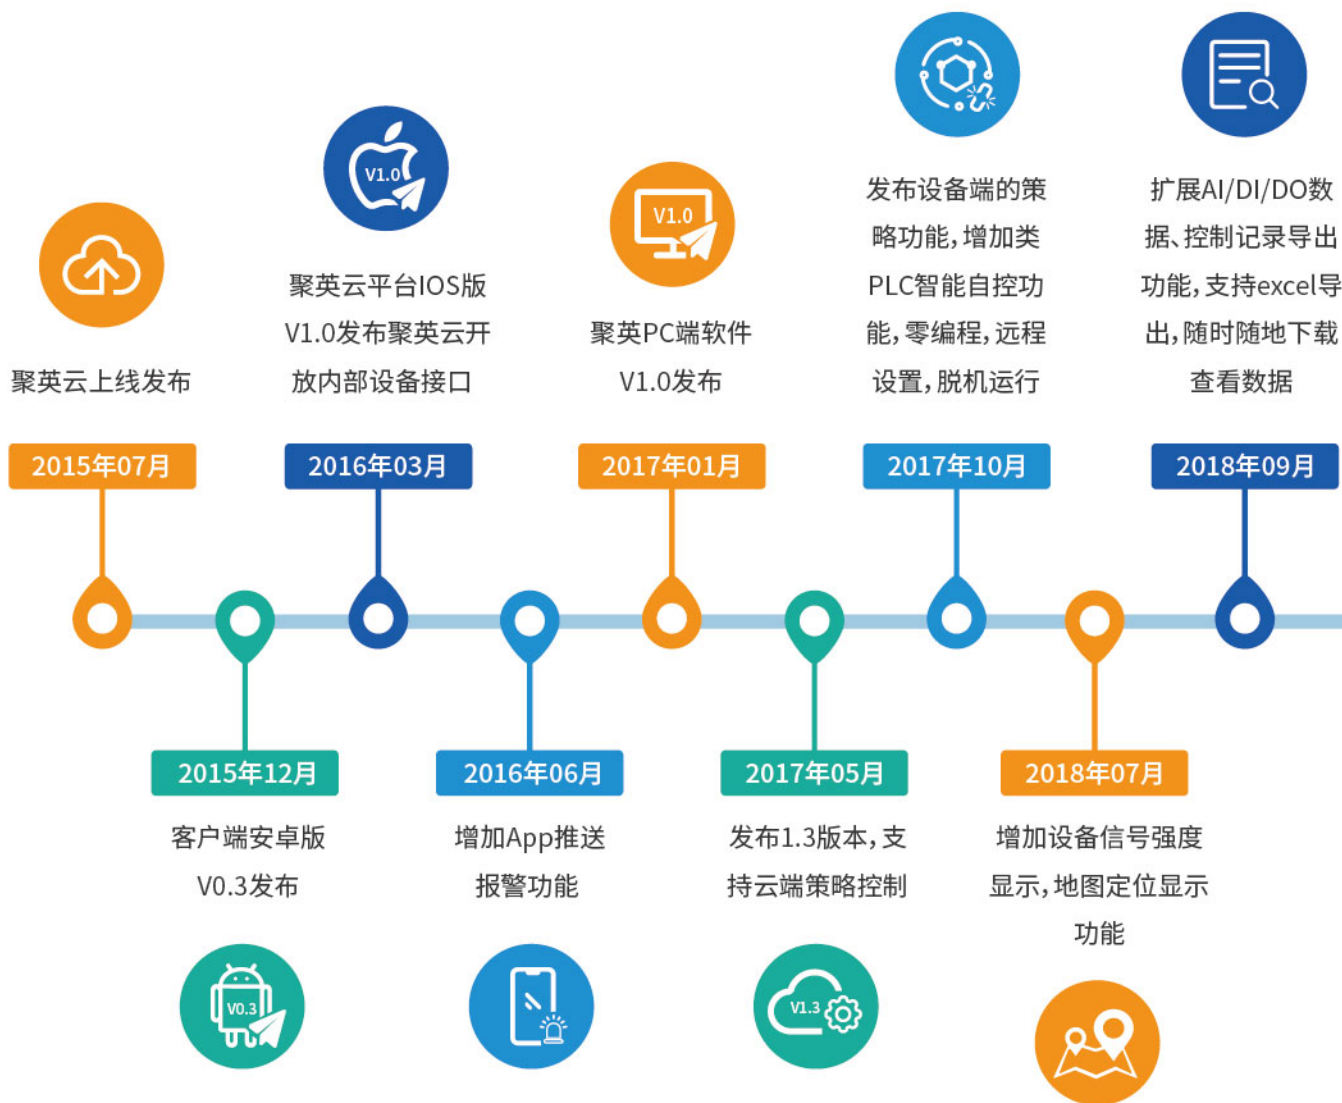 V1.0
聚英云平台IOS版
V1.0发布聚英云开
放内部设备接口
V1.0
聚英PC端软件
V1.0发布
发布设备端的策
略功能,增加类
PLC智能自控功
能,零编程,远程
设置,脱机运行
扩展AI/DI/DO数
据、控制记录导出
功能,支持excel导
出,随时随地下载
查看数据
聚英云上线发布
2015年07月
2016年03月
2017年01月
2017年10月
2018年09月
2015年12月
客户端安卓版
V0.3发布
V0.3
2016年06月
增加App推送
报警功能
2017年05月
发布1.3版本,支
持云端策略控制
V1.3
2018年07月
增加设备信号强度
显示,地图定位显示
功能